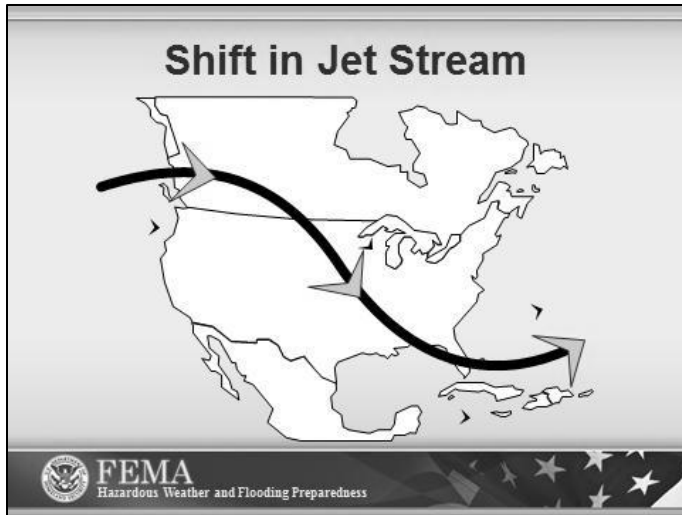 Shift in Jet Stream
FEMA
Hazardous Weather and Flooding Preparedness